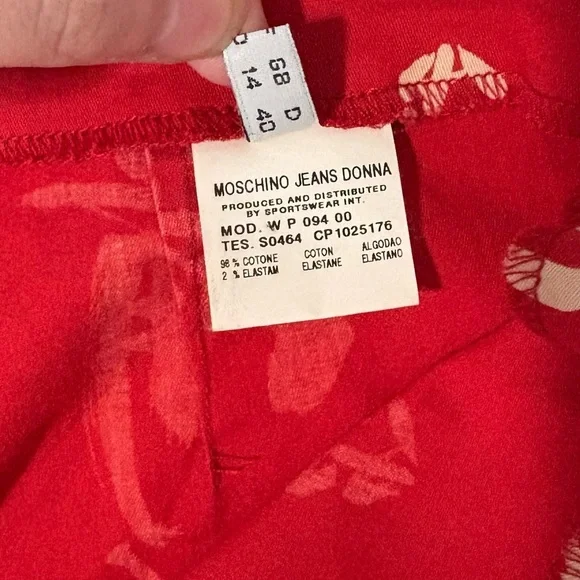 GB D
14 40
MOSCHINO JEANS DONNA
PRODUCED AND DISTRIBUTED
BY SPORTSWEAR INT.
MOD. W P 094 00
TES. S0464 CP1025176
98 % COTONE COTON ALGODAO
2 % ELASTAM ELASTANE ELASTANO